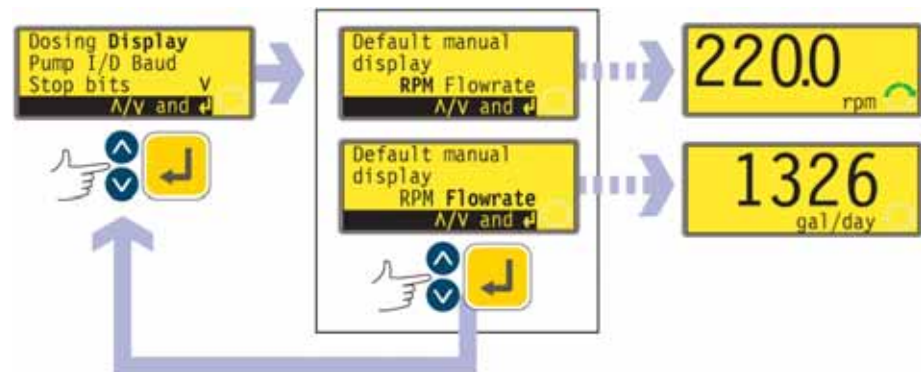 Dosing Display
Pump I/D Baud
Stop bits V
Λ/V and ↵
Default manual
display
RPM Flowrate
Λ/V and ↵
Default manual
display
RPM Flowrate
Λ/V and ↵
220.0
rpm
1326
gal/day